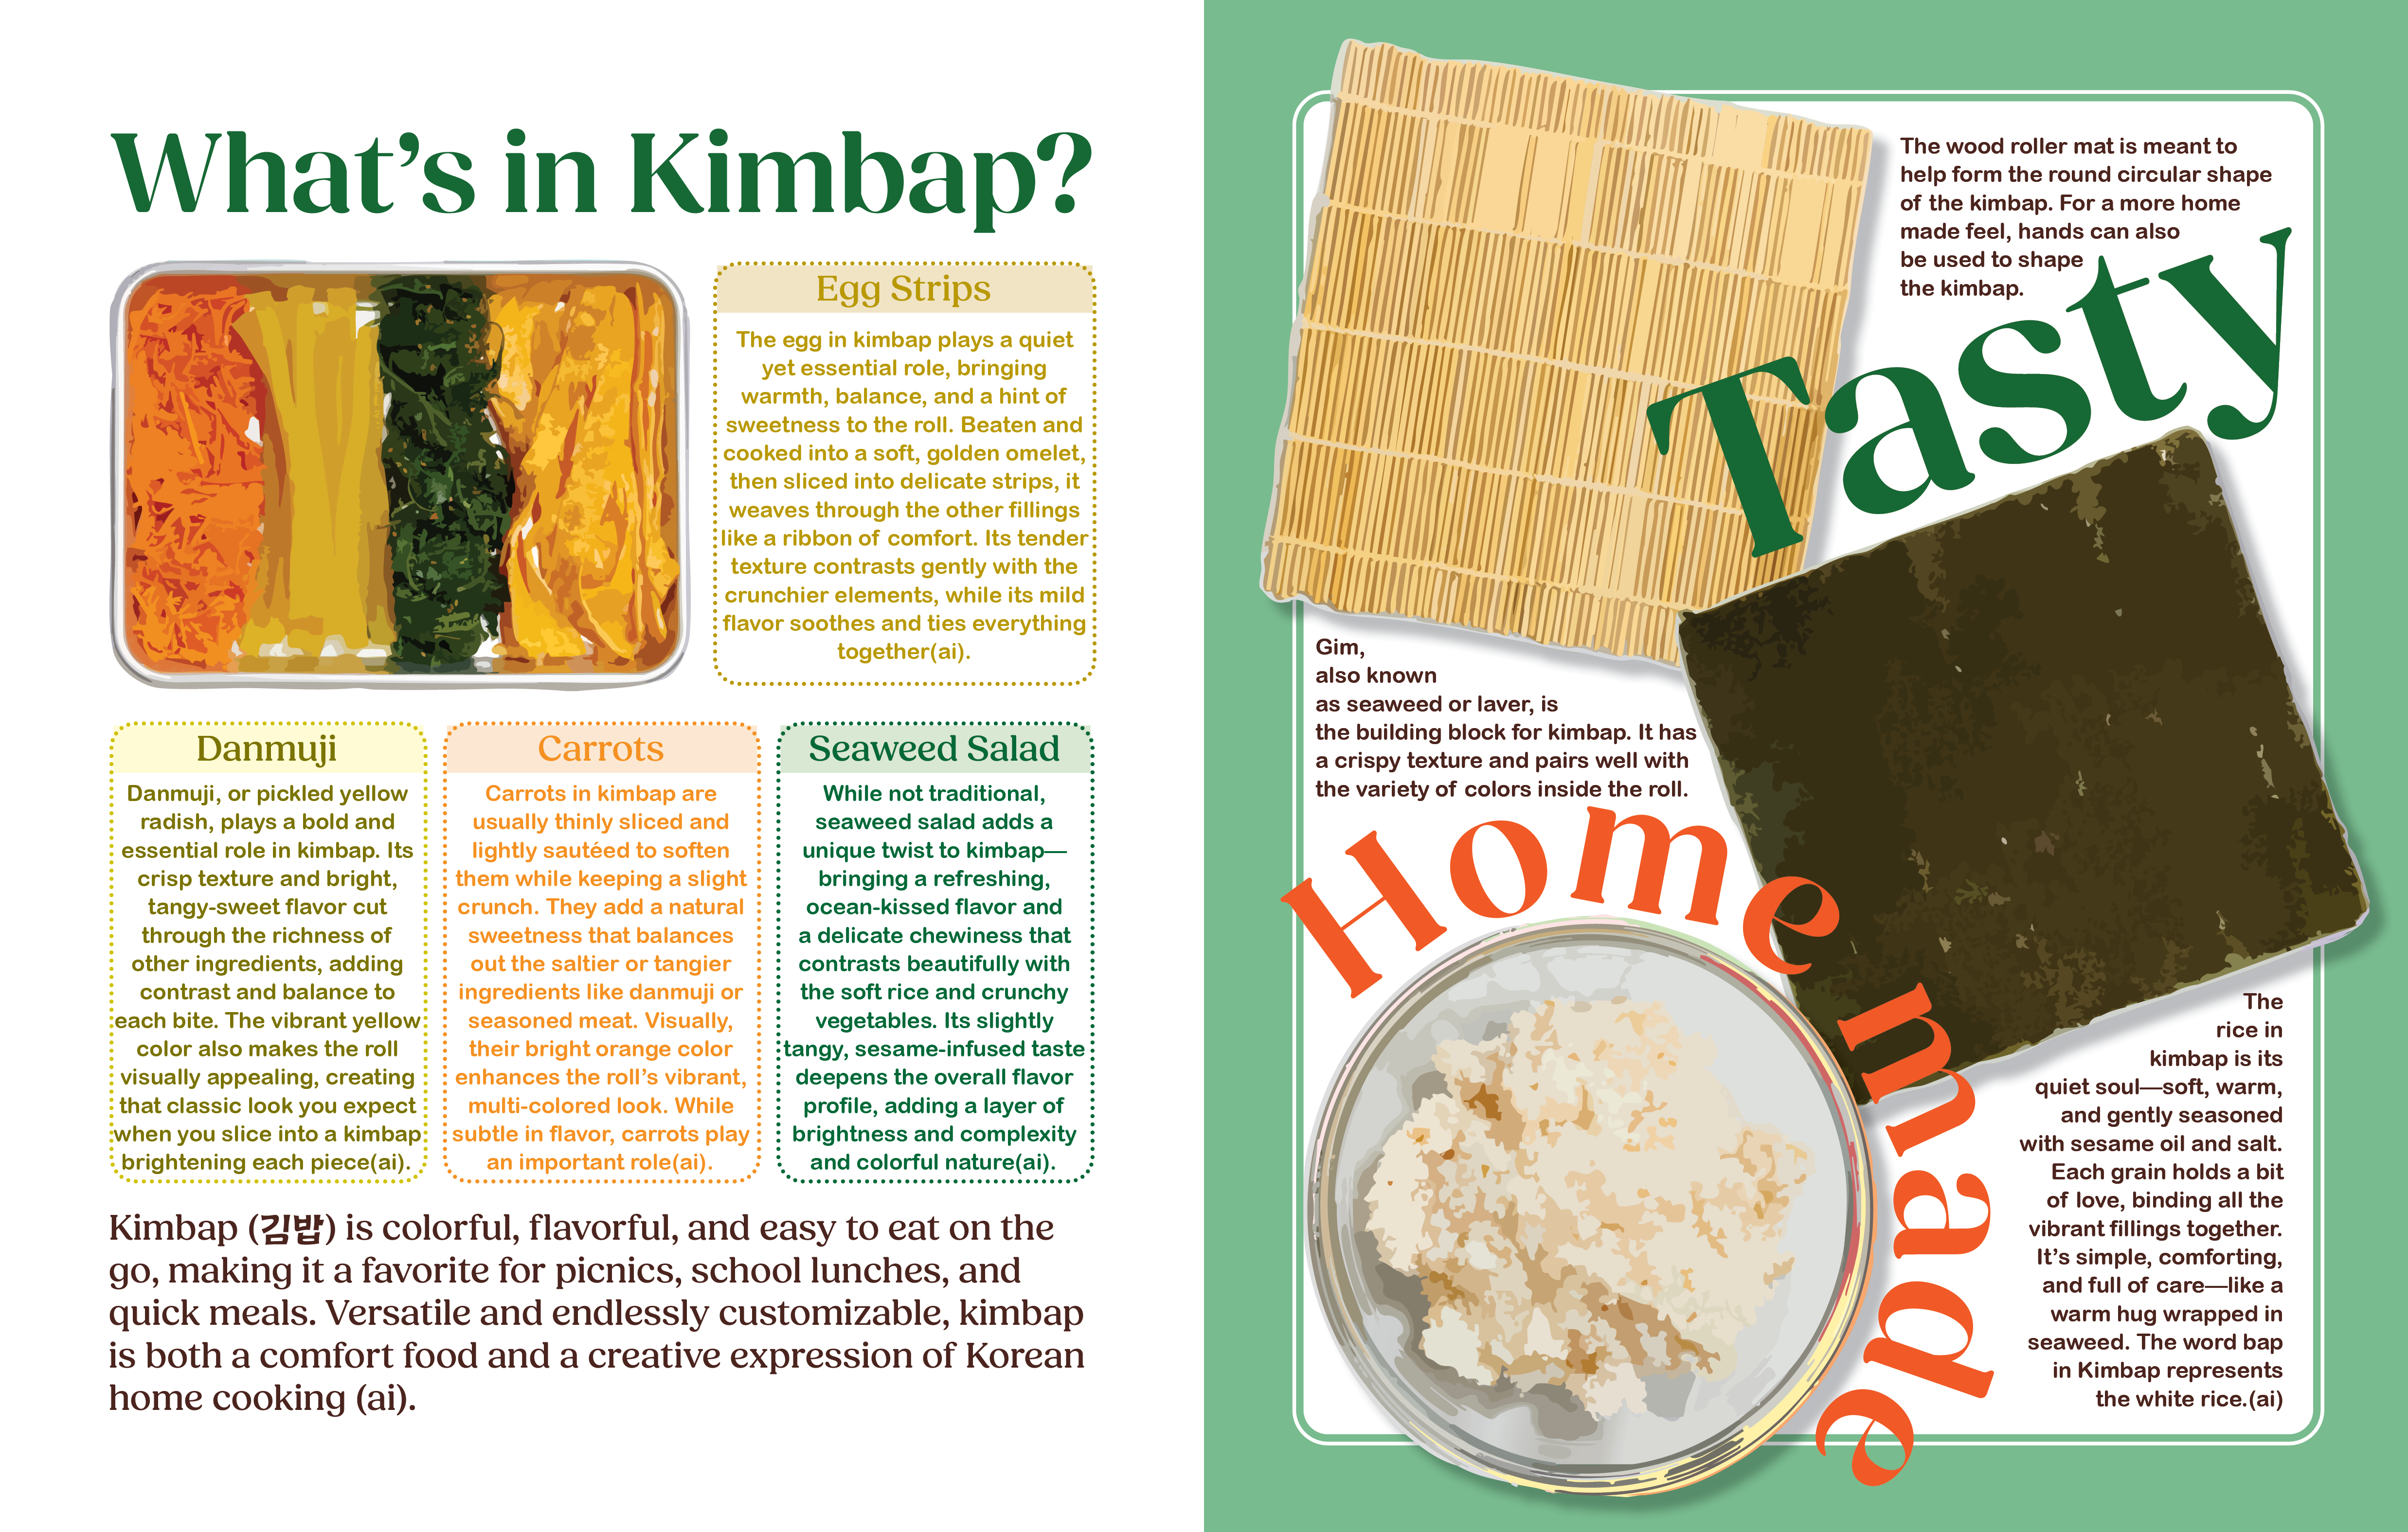 What's in Kimbap?
Egg Strips
The egg in kimbap plays a quiet
yet essential role, bringing
warmth, balance, and a hint of
sweetness to the roll. Beaten and
cooked into a soft, golden omelet,
then sliced into delicate strips, it
weaves through the other fillings
like a ribbon of comfort. Its tender
texture contrasts gently with the
crunchier elements, while its mild
flavor soothes and ties everything
together(ai).
Danmuji
Danmuji, or pickled yellow
radish, plays a bold and
essential role in kimbap. Its
crisp texture and bright,
tangy-sweet flavor cut
through the richness of
other ingredients, adding
contrast and balance to
each bite. The vibrant yellow
color also makes the roll
visually appealing, creating
that classic look you expect
when you slice into a kimbap
brightening each piece(ai).
Carrots
Carrots in kimbap are
usually thinly sliced and
lightly sautéed to soften
them while keeping a slight
crunch. They add a natural
sweetness that balances
out the saltier or tangier
ingredients like danmuji or
seasoned meat. Visually,
their bright orange color
enhances the roll's vibrant,
multi-colored look. While
subtle in flavor, carrots play
an important role(ai).
Seaweed Salad
While not traditional,
seaweed salad adds a
unique twist to kimbap—
bringing a refreshing,
ocean-kissed flavor and
a delicate chewiness that
contrasts beautifully with
the soft rice and crunchy
vegetables. Its slightly
tangy, sesame-infused taste
deepens the overall flavor
profile, adding a layer of
brightness and complexity
and colorful nature(ai).
Kimbap (김밥) is colorful, flavorful, and easy to eat on the
go, making it a favorite for picnics, school lunches, and
quick meals. Versatile and endlessly customizable, kimbap
is both a comfort food and a creative expression of Korean
home cooking (ai).
The wood roller mat is meant to
help form the round circular shape
of the kimbap. For a more home
made feel, hands can also
be used to shape
the kimbap.
Tasty
Gim,
also known
as seaweed or laver, is
the building block for kimbap. It has
a crispy texture and pairs well with
the variety of colors inside the roll.
Home made
The
rice in
kimbap is its
quiet soul—soft, warm,
and gently seasoned
with sesame oil and salt.
Each grain holds a bit
of love, binding all the
vibrant fillings together.
It's simple, comforting,
and full of care—like a
warm hug wrapped in
seaweed. The word bap
in Kimbap represents
the white rice.(ai)